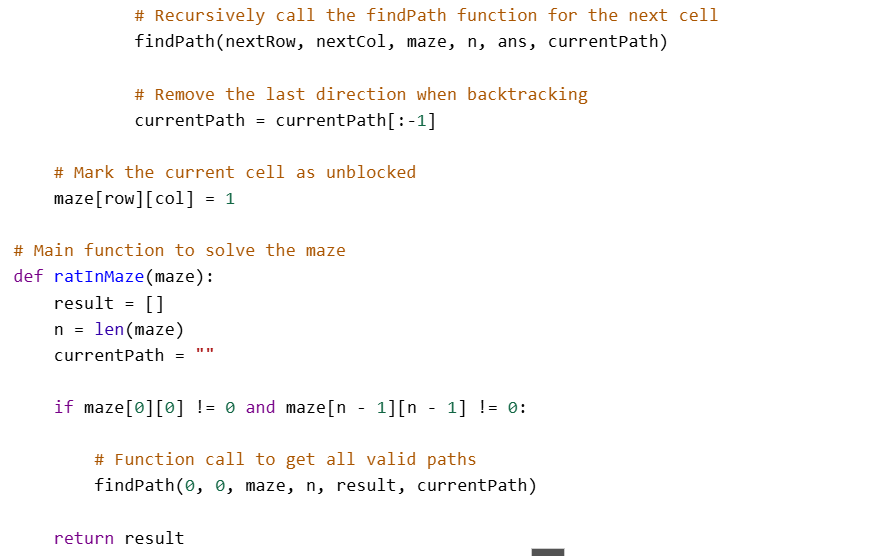 # Recursively call the findPath function for the next cell
findPath(nextRow, nextCol, maze, n, ans, currentPath)
# Remove the last direction when backtracking
currentPath = currentPath[:-1]
# Mark the current cell as unblocked
maze[row][col] = 1
# Main function to solve the maze
def ratInMaze(maze):
result = []
n = len(maze)
currentPath = ""
if maze[0][0] != 0 and maze[n - 1][n - 1] != 0:
# Function call to get all valid paths
findPath(0, 0, maze, n, result, currentPath)
return result